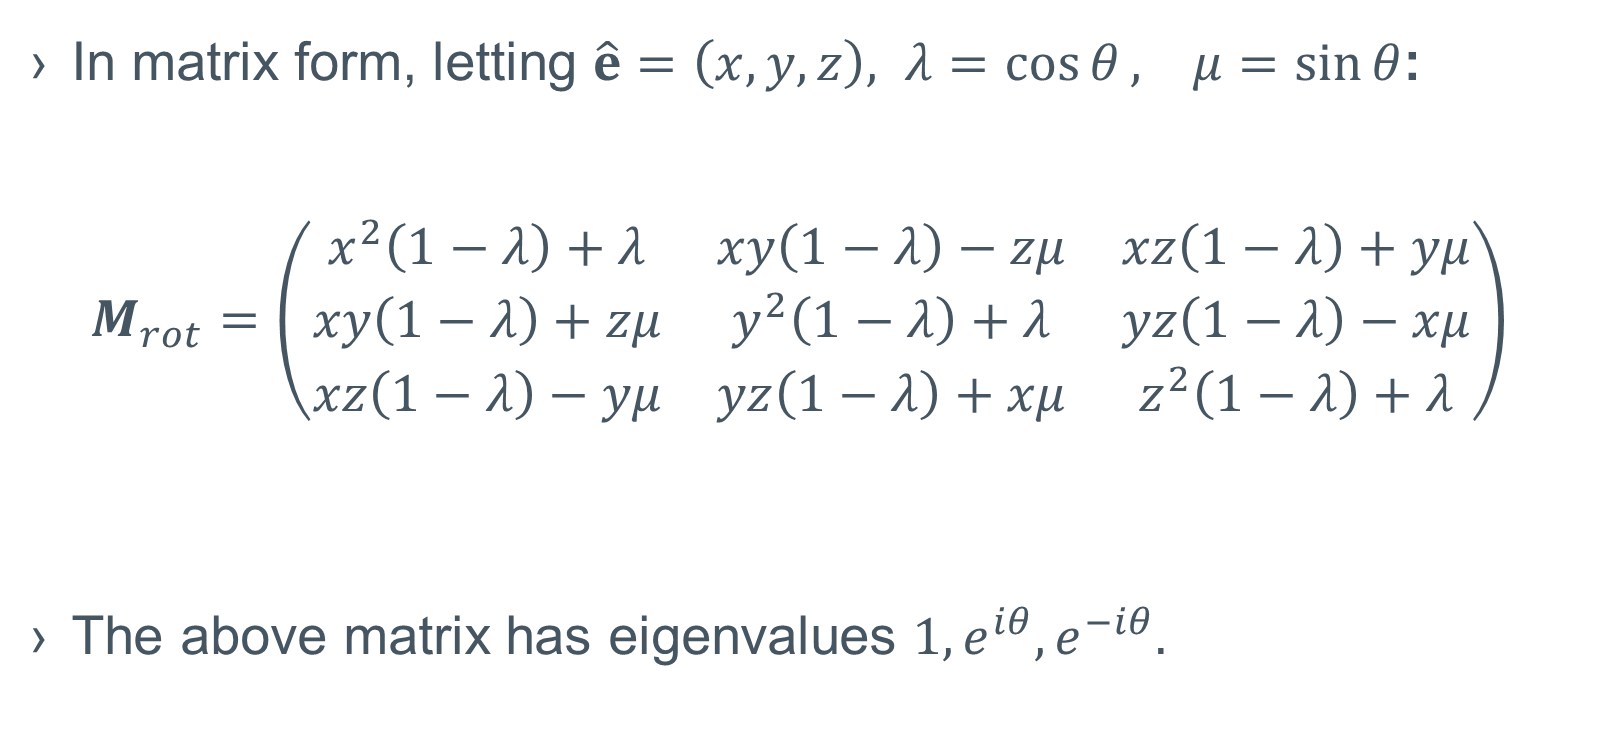 › In matrix form, letting ê = (x, y, z), λ = cos θ , μ = sin θ:
x²(1 − λ) + λ xy(1 − λ) − zμ xz(1 − λ) + yμ
M_rot = ( xy(1 − λ) + zμ y²(1 − λ) + λ yz(1 − λ) − xμ )
xz(1 − λ) − yμ yz(1 − λ) + xμ z²(1 − λ) + λ
› The above matrix has eigenvalues 1, e^{iθ}, e^{−iθ}.